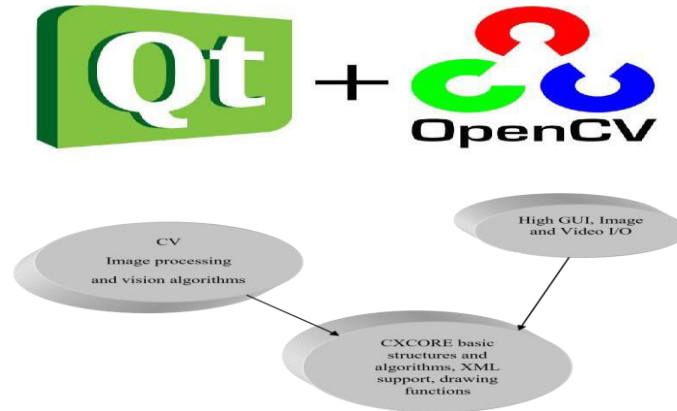 Qt
+
OpenCV
CV
Image processing
and vision algorithms
High GUI, Image
and Video I/O
CXCORE basic
structures and
algorithms, XML
support, drawing
functions